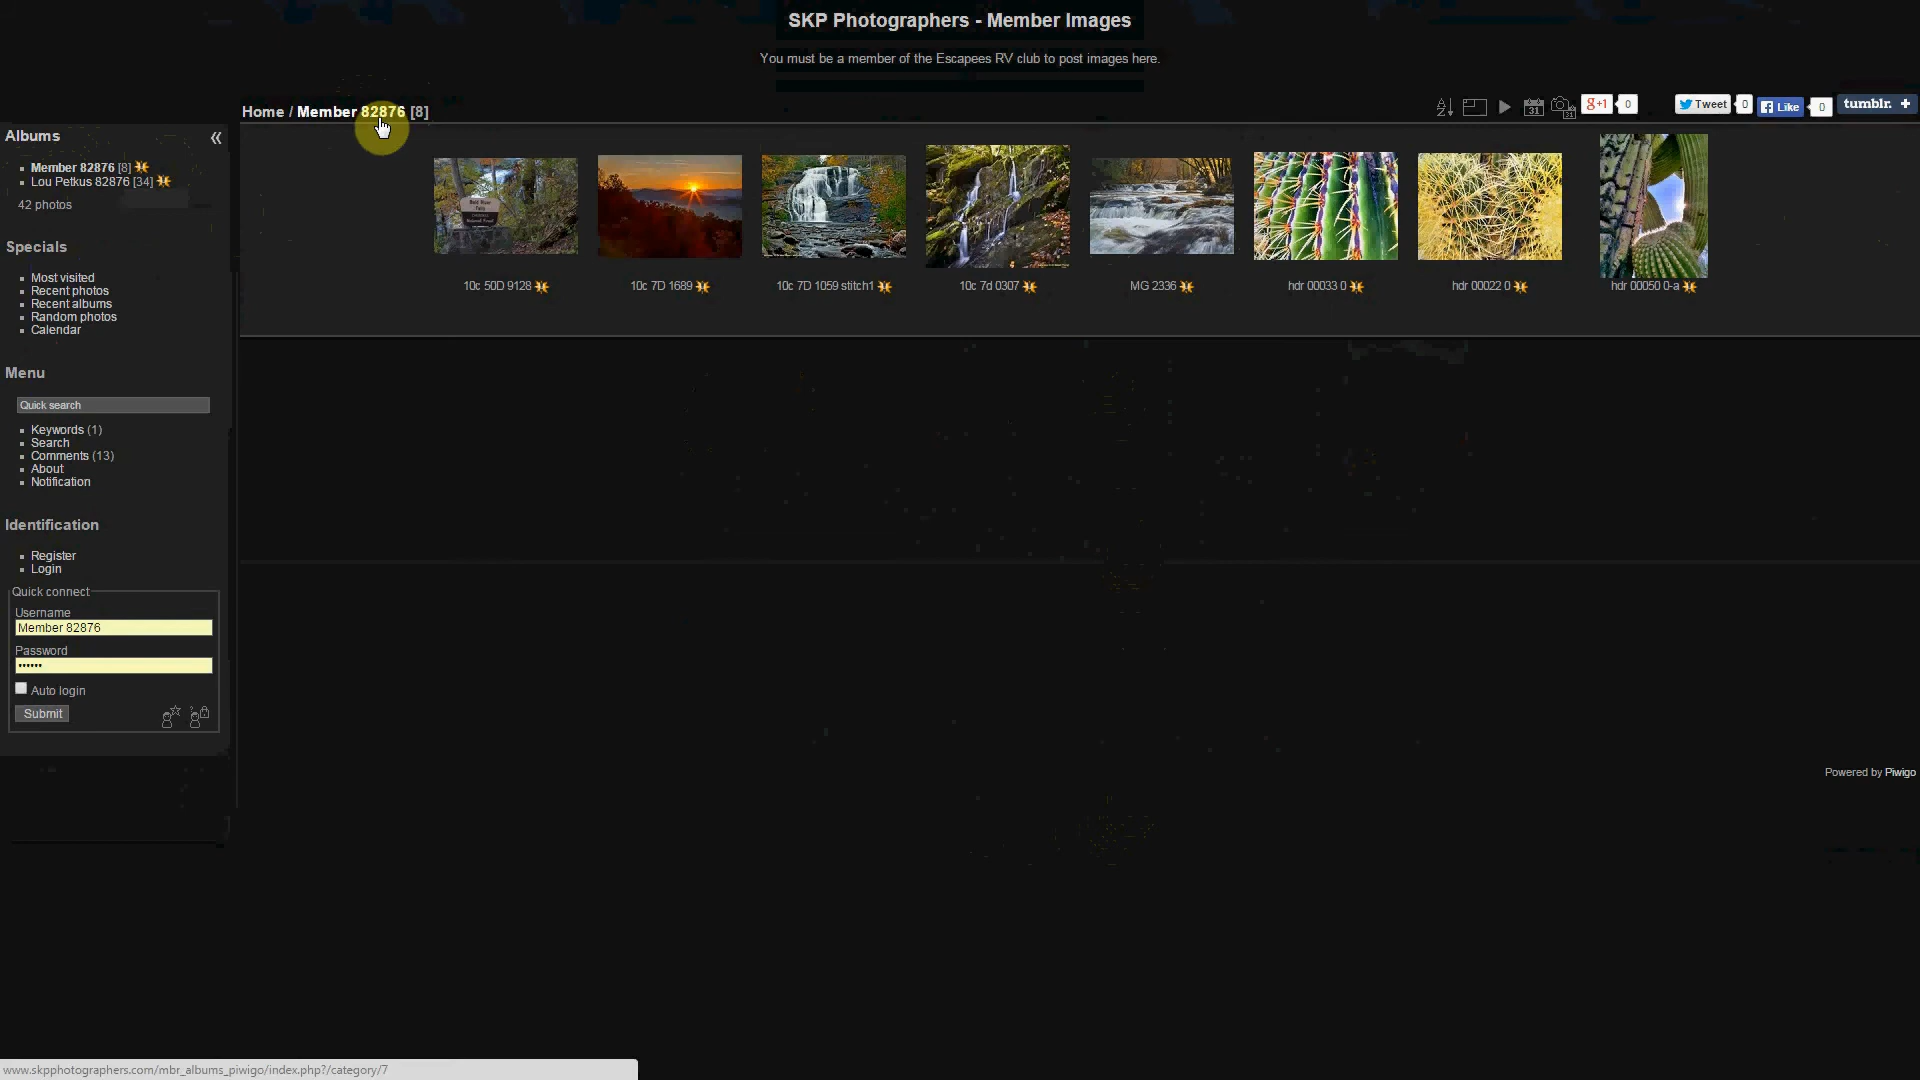 SKP Photographers - Member Images
You must be a member of the Escapees RV club to post images here.
Home / Member 82876 [8]
31
31
g+1 0
Tweet 0
Like 0
tumblr. +
Albums
«
Member 82876 [8]
Lou Petkus 82876 [34]
42 photos
10c 50D 9128
10c 7D 1689
10c 7D 1059 stitch1
10c 7d 0307
MG 2336
hdr 00033 0
hdr 00022 0
hdr 00050 0-a
Specials
Most visited
Recent photos
Recent albums
Random photos
Calendar
Menu
Quick search
Keywords (1)
Search
Comments (13)
About
Notification
Identification
Register
Login
Quick connect
Username
Member 82876
Password
••••••
Auto login
Submit
Powered by Piwigo
www.skpphotographers.com/mbr_albums_piwigo/index.php?/category/7